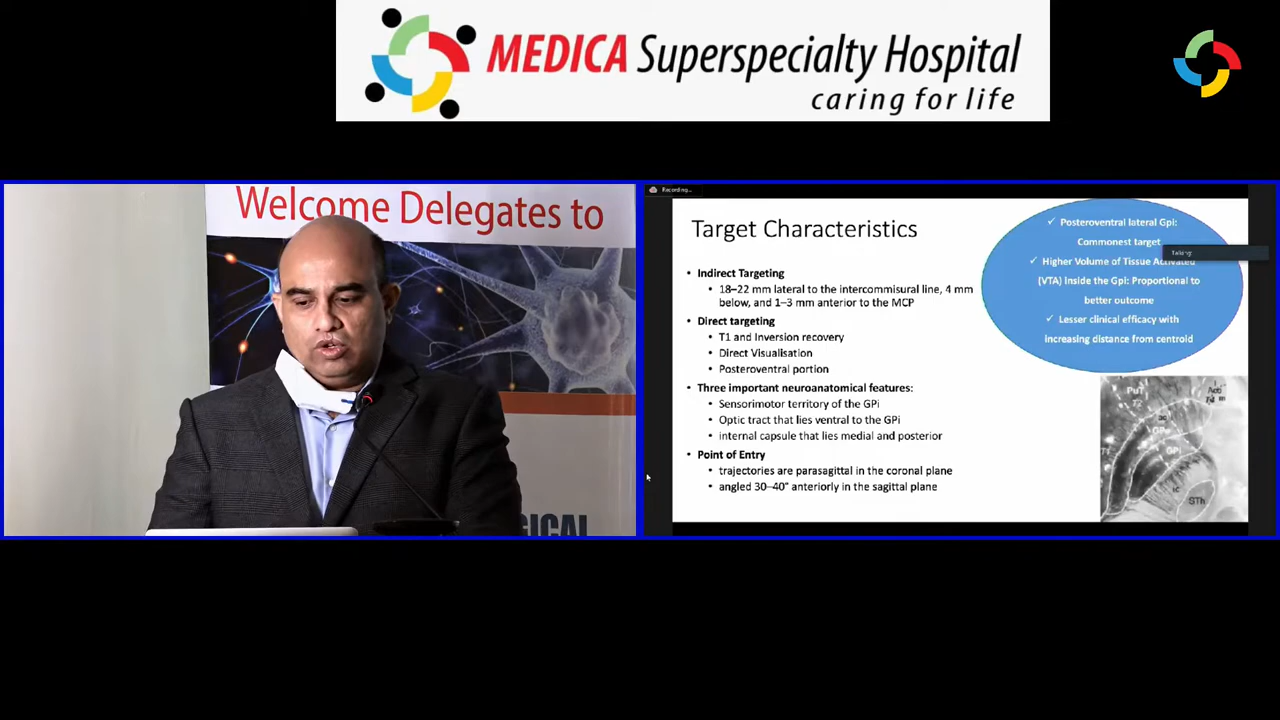 MEDICA Superspecialty Hospital
caring for life
Welcome Delegates to
GICAL
Recording...
Target Characteristics
• Indirect Targeting
• 18–22 mm lateral to the intercommisural line, 4 mm
below, and 1–3 mm anterior to the MCP
• Direct targeting
• T1 and Inversion recovery
• Direct Visualisation
• Posteroventral portion
• Three important neuroanatomical features:
• Sensorimotor territory of the GPi
• Optic tract that lies ventral to the GPi
• internal capsule that lies medial and posterior
• Point of Entry
• trajectories are parasagittal in the coronal plane
• angled 30–40° anteriorly in the sagittal plane
✓ Posteroventral lateral Gpi:
Commonest target
Talking:
✓ Higher Volume of Tissue Activated
(VTA) Inside the Gpi: Proportional to
better outcome
✓ Lesser clinical efficacy with
increasing distance from centroid
PuT
GPe
GPi
ic
STh